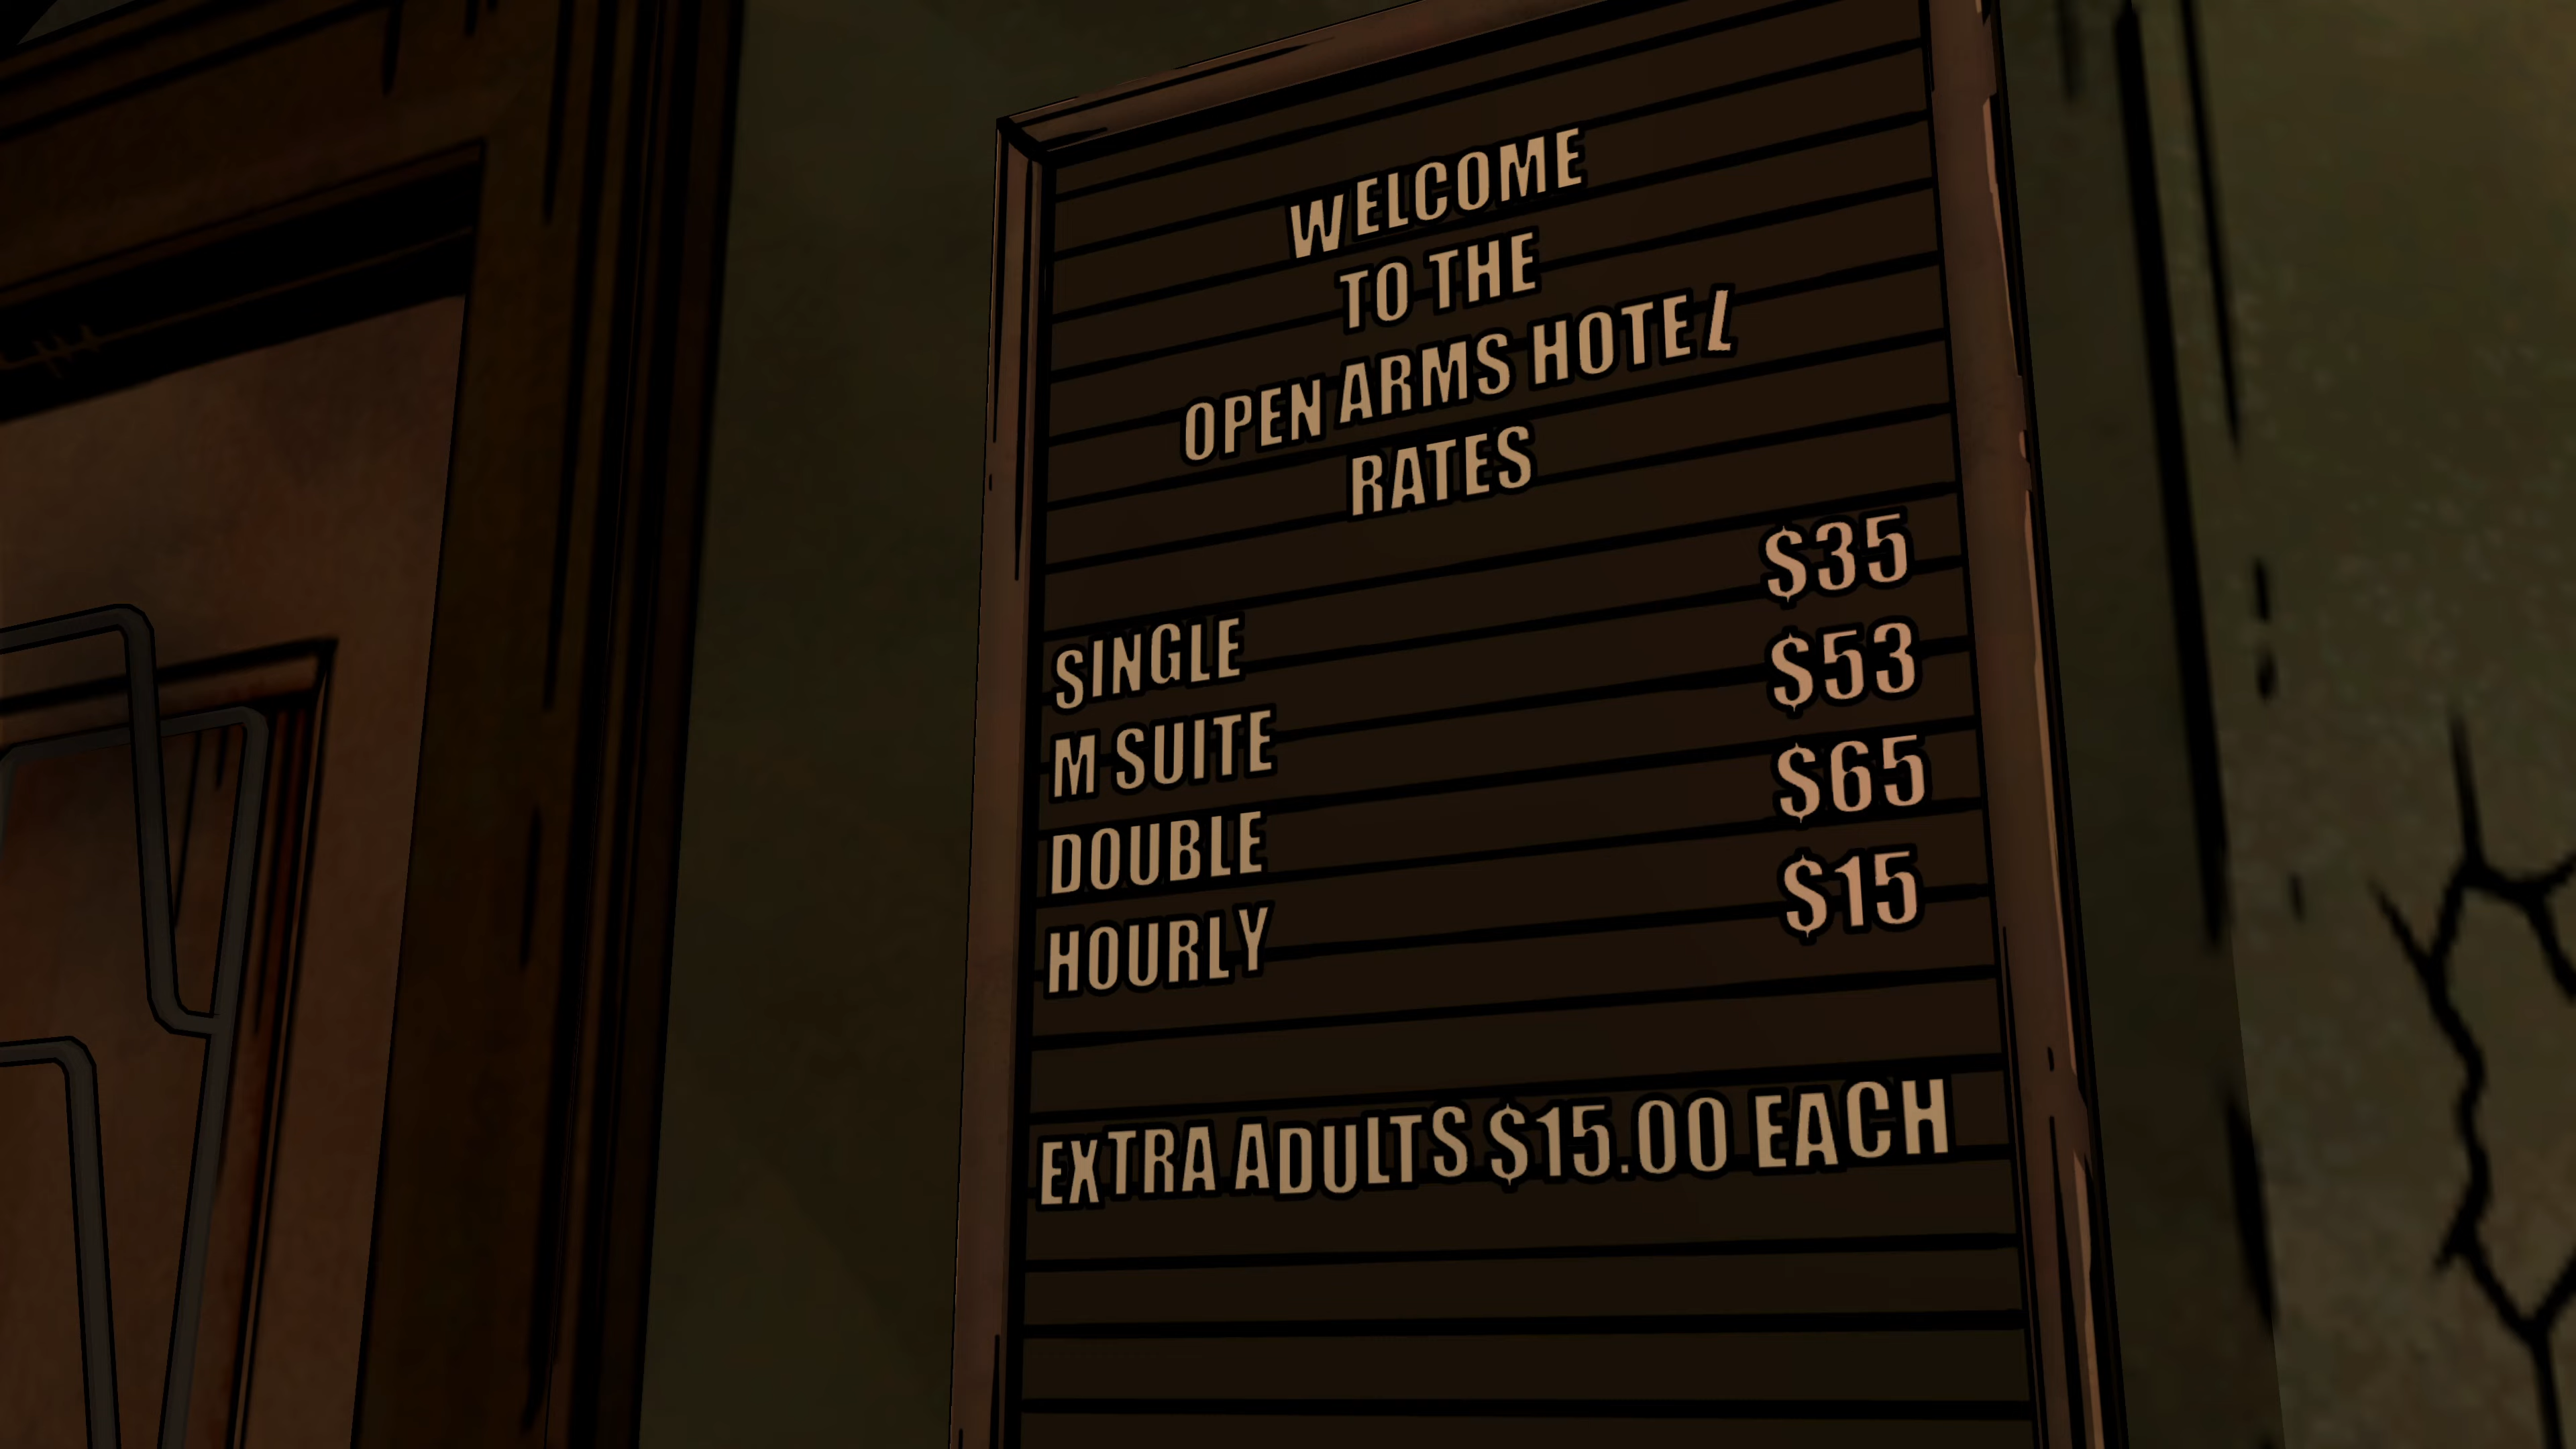 WELCOME
TO THE
OPEN ARMS HOTEL
RATES
SINGLE $35
M SUITE $53
DOUBLE $65
HOURLY $15
EXTRA ADULTS $15.00 EACH